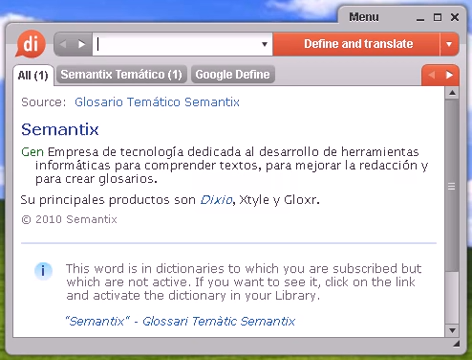 Menu
di
Define and translate
All (1) Semantix Temático (1) Google Define
Source: Glosario Temático Semantix
Semantix
Gen Empresa de tecnología dedicada al desarrollo de herramientas
informáticas para comprender textos, para mejorar la redacción y
para crear glosarios.
Su principales productos son Dixio, Xtyle y Gloxr.
© 2010 Semantix
i
This word is in dictionaries to which you are subscribed but
which are not active. If you want to see it, click on the link
and activate the dictionary in your Library.
"Semantix" - Glossari Temàtic Semantix